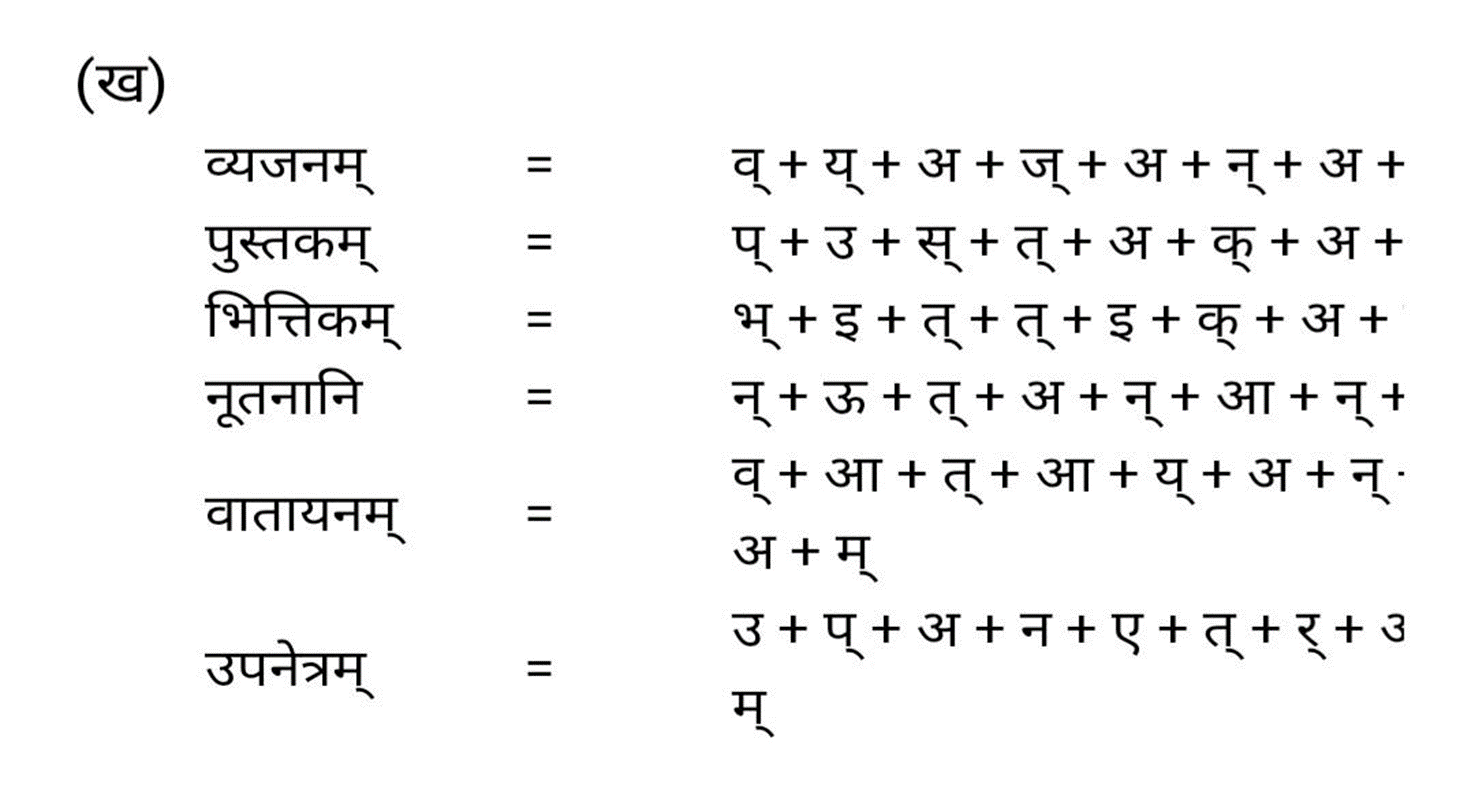 (ख)
व्यजनम् = व् + य् + अ + ज् + अ + न् + अ +
पुस्तकम् = प् + उ + स् + त् + अ + क् + अ +
भित्तिकम् = भ् + इ + त् + त् + इ + क् + अ +
नूतनानि = न् + ऊ + त् + अ + न् + आ + न् +
वातायनम् = व् + आ + त् + आ + य् + अ + न्
अ + म्
उपनेत्रम् = उ + प् + अ + न + ए + त् + र् +
म्